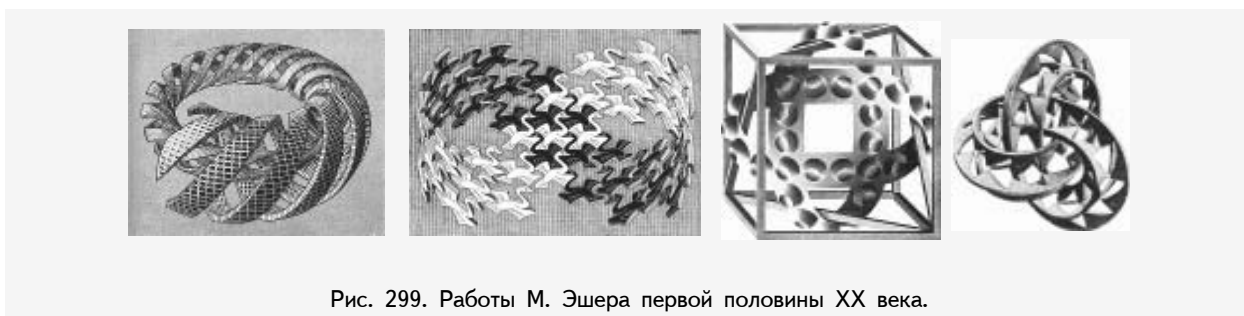 Рис. 299. Работы М. Эшера первой половины XX века.